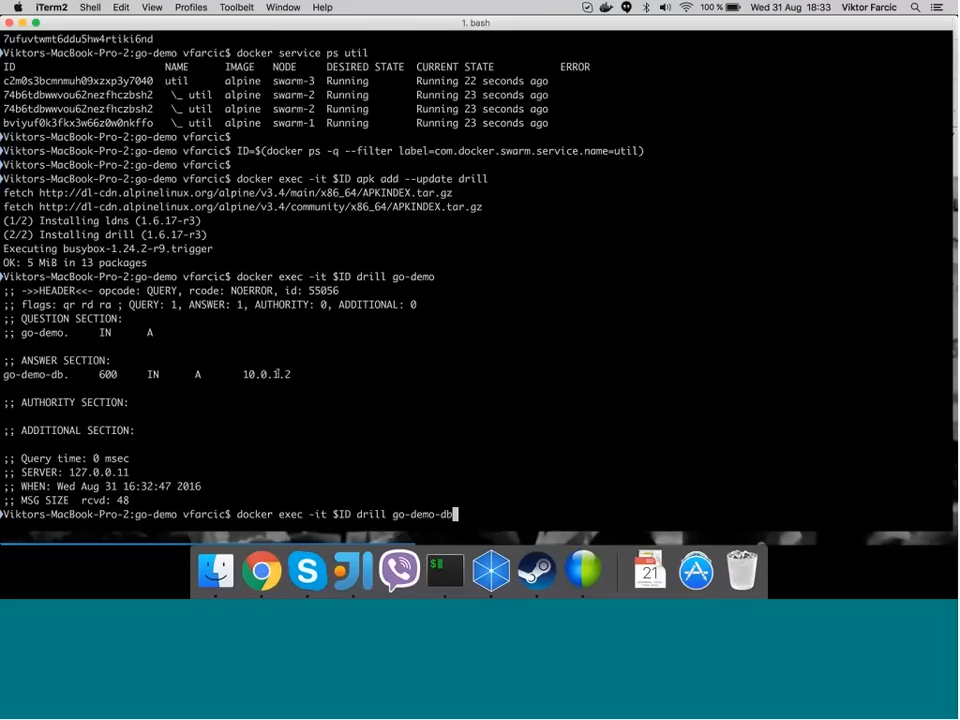 iTerm2 Shell Edit View Profiles Toolbelt Window Help 100 % Wed 31 Aug 18:33 Viktor Farcic
1. bash
7ufuvtwmt6ddu5hw4rtiki6nd
Viktors-MacBook-Pro-2:go-demo vfarcic$ docker service ps util
ID NAME IMAGE NODE DESIRED STATE CURRENT STATE ERROR
c2m0s3bcmnmuh09xzxp3y7040 util alpine swarm-3 Running Running 22 seconds ago
74b6tdbwwvou62nezfhczbsh2 \_ util alpine swarm-2 Running Running 23 seconds ago
74b6tdbwwvou62nezfhczbsh2 \_ util alpine swarm-2 Running Running 23 seconds ago
bviyuf0k3fkx3w66z0w0nkffo \_ util alpine swarm-1 Running Running 23 seconds ago
Viktors-MacBook-Pro-2:go-demo vfarcic$
Viktors-MacBook-Pro-2:go-demo vfarcic$ ID=$(docker ps -q --filter label=com.docker.swarm.service.name=util)
Viktors-MacBook-Pro-2:go-demo vfarcic$
Viktors-MacBook-Pro-2:go-demo vfarcic$ docker exec -it $ID apk add --update drill
fetch http://dl-cdn.alpinelinux.org/alpine/v3.4/main/x86_64/APKINDEX.tar.gz
fetch http://dl-cdn.alpinelinux.org/alpine/v3.4/community/x86_64/APKINDEX.tar.gz
(1/2) Installing ldns (1.6.17-r3)
(2/2) Installing drill (1.6.17-r3)
Executing busybox-1.24.2-r9.trigger
OK: 5 MiB in 13 packages
Viktors-MacBook-Pro-2:go-demo vfarcic$ docker exec -it $ID drill go-demo
;; ->>HEADER<<- opcode: QUERY, rcode: NOERROR, id: 55056
;; flags: qr rd ra ; QUERY: 1, ANSWER: 1, AUTHORITY: 0, ADDITIONAL: 0
;; QUESTION SECTION:
;; go-demo. IN A
;; ANSWER SECTION:
go-demo-db. 600 IN A 10.0.1.2
;; AUTHORITY SECTION:
;; ADDITIONAL SECTION:
;; Query time: 0 msec
;; SERVER: 127.0.0.11
;; WHEN: Wed Aug 31 16:32:47 2016
;; MSG SIZE rcvd: 48
Viktors-MacBook-Pro-2:go-demo vfarcic$ docker exec -it $ID drill go-demo-db
$
21